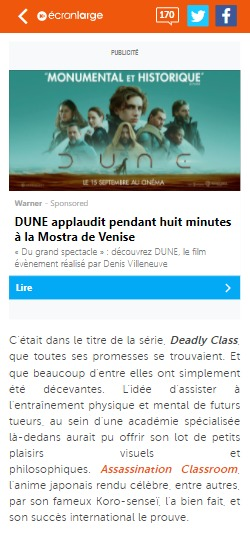 écranlarge
170
PUBLICITÉ
"MONUMENTAL ET HISTORIQUE"
DUNE
LE 15 SEPTEMBRE AU CINÉMA
Warner - Sponsored
DUNE applaudit pendant huit minutes
à la Mostra de Venise
« Du grand spectacle » : découvrez DUNE, le film
évènement réalisé par Denis Villeneuve
Lire
C'était dans le titre de la série, Deadly Class,
que toutes ses promesses se trouvaient. Et
que beaucoup d'entre elles ont simplement
été décevantes. L'idée d'assister à
l'entraînement physique et mental de futurs
tueurs, au sein d'une académie spécialisée
là-dedans aurait pu offrir son lot de petits
plaisirs visuels et
philosophiques. Assassination Classroom,
l'anime japonais rendu célèbre, entre autres,
par son fameux Koro-senseï, l'a bien fait, et
son succès international le prouve.